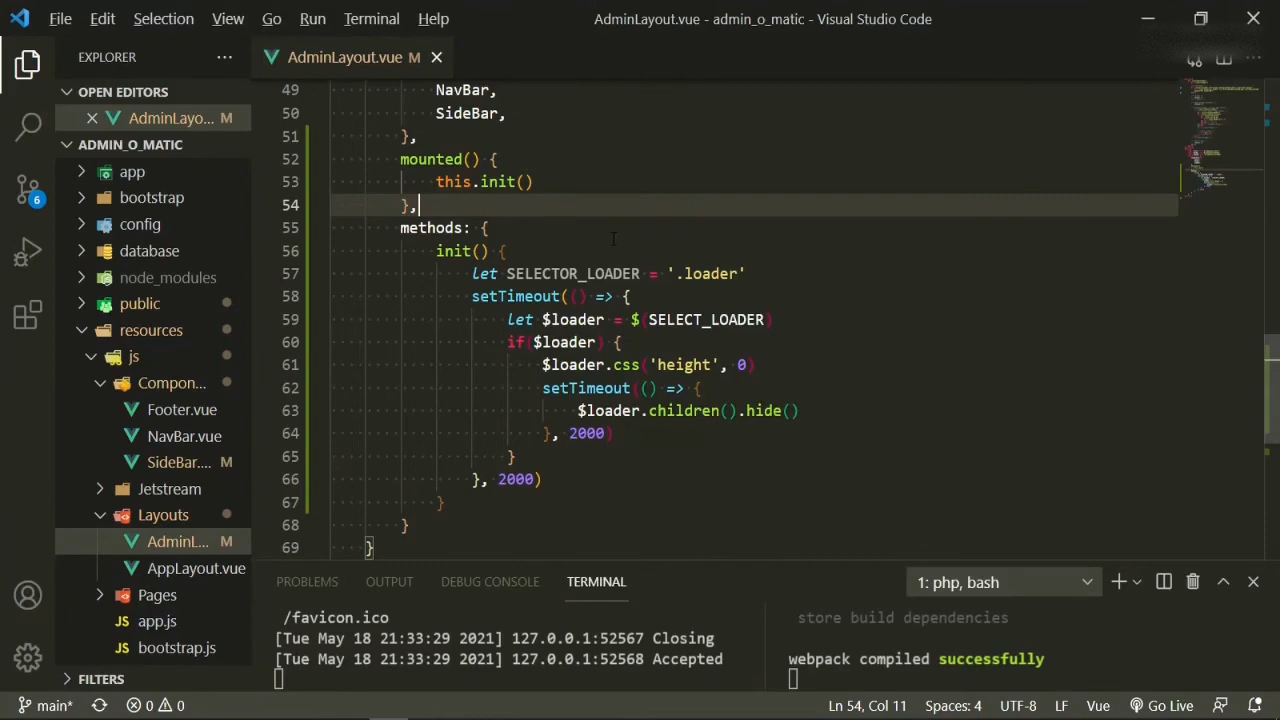 File Edit Selection View Go Run Terminal Help AdminLayout.vue - admin_o_matic - Visual Studio Code
EXPLORER
OPEN EDITORS
AdminLayo... M
ADMIN_O_MATIC
app
bootstrap
config
database
node_modules
public
resources
js
Compon...
Footer.vue
NavBar.vue
SideBar.... M
Jetstream
Layouts
AdminL... M
AppLayout.vue
Pages
app.js
bootstrap.js
FILTERS
6
AdminLayout.vue M
49 NavBar,
50 SideBar,
51 },
52 mounted() {
53 this.init()
54 },
55 methods: {
56 init() {
57 let SELECTOR_LOADER = '.loader'
58 setTimeout(() => {
59 let $loader = $(SELECT_LOADER)
60 if($loader) {
61 $loader.css('height', 0)
62 setTimeout(() => {
63 $loader.children().hide()
64 }, 2000)
65 }
66 }, 2000)
67 }
68 }
69 }
PROBLEMS OUTPUT DEBUG CONSOLE TERMINAL 1: php, bash
/favicon.ico
[Tue May 18 21:33:29 2021] 127.0.0.1:52567 Closing
[Tue May 18 21:33:29 2021] 127.0.0.1:52568 Accepted
store build dependencies
webpack compiled successfully
main* 0 0 Ln 54, Col 11 Spaces: 4 UTF-8 LF Vue Go Live